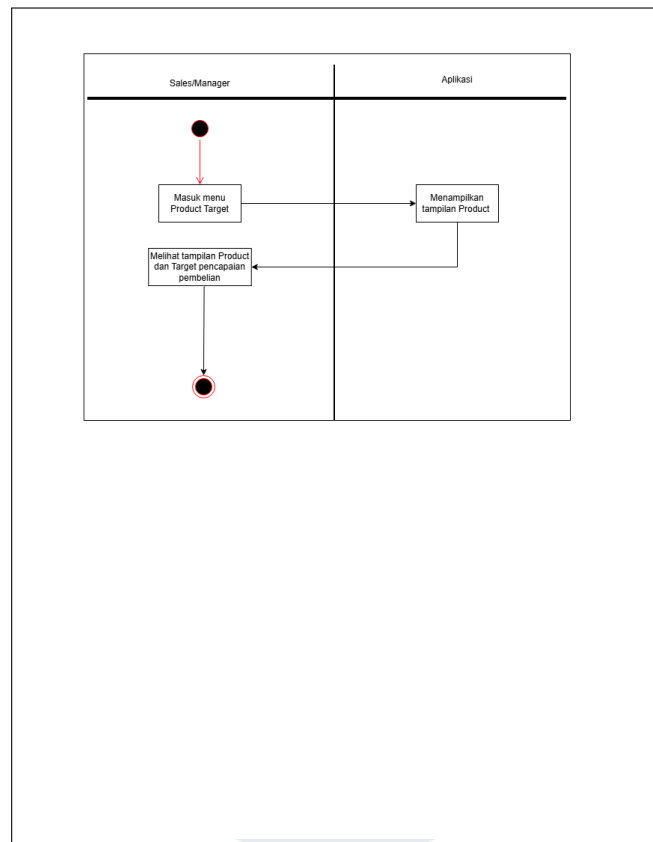 Sales/Manager
Aplikasi
Masuk menu
Product Target
Menampilkan
tampilan Product
Melihat tampilan Product
dan Target pencapaian
pembelian